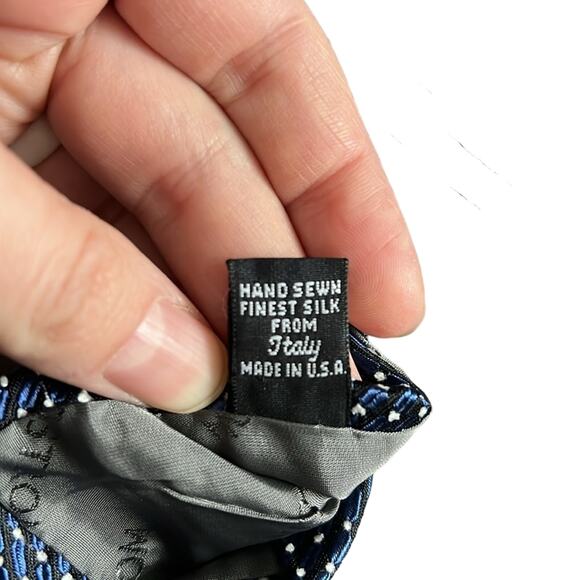 HAND SEWN
FINEST SILK
FROM
Italy
MADE IN U.S.A.